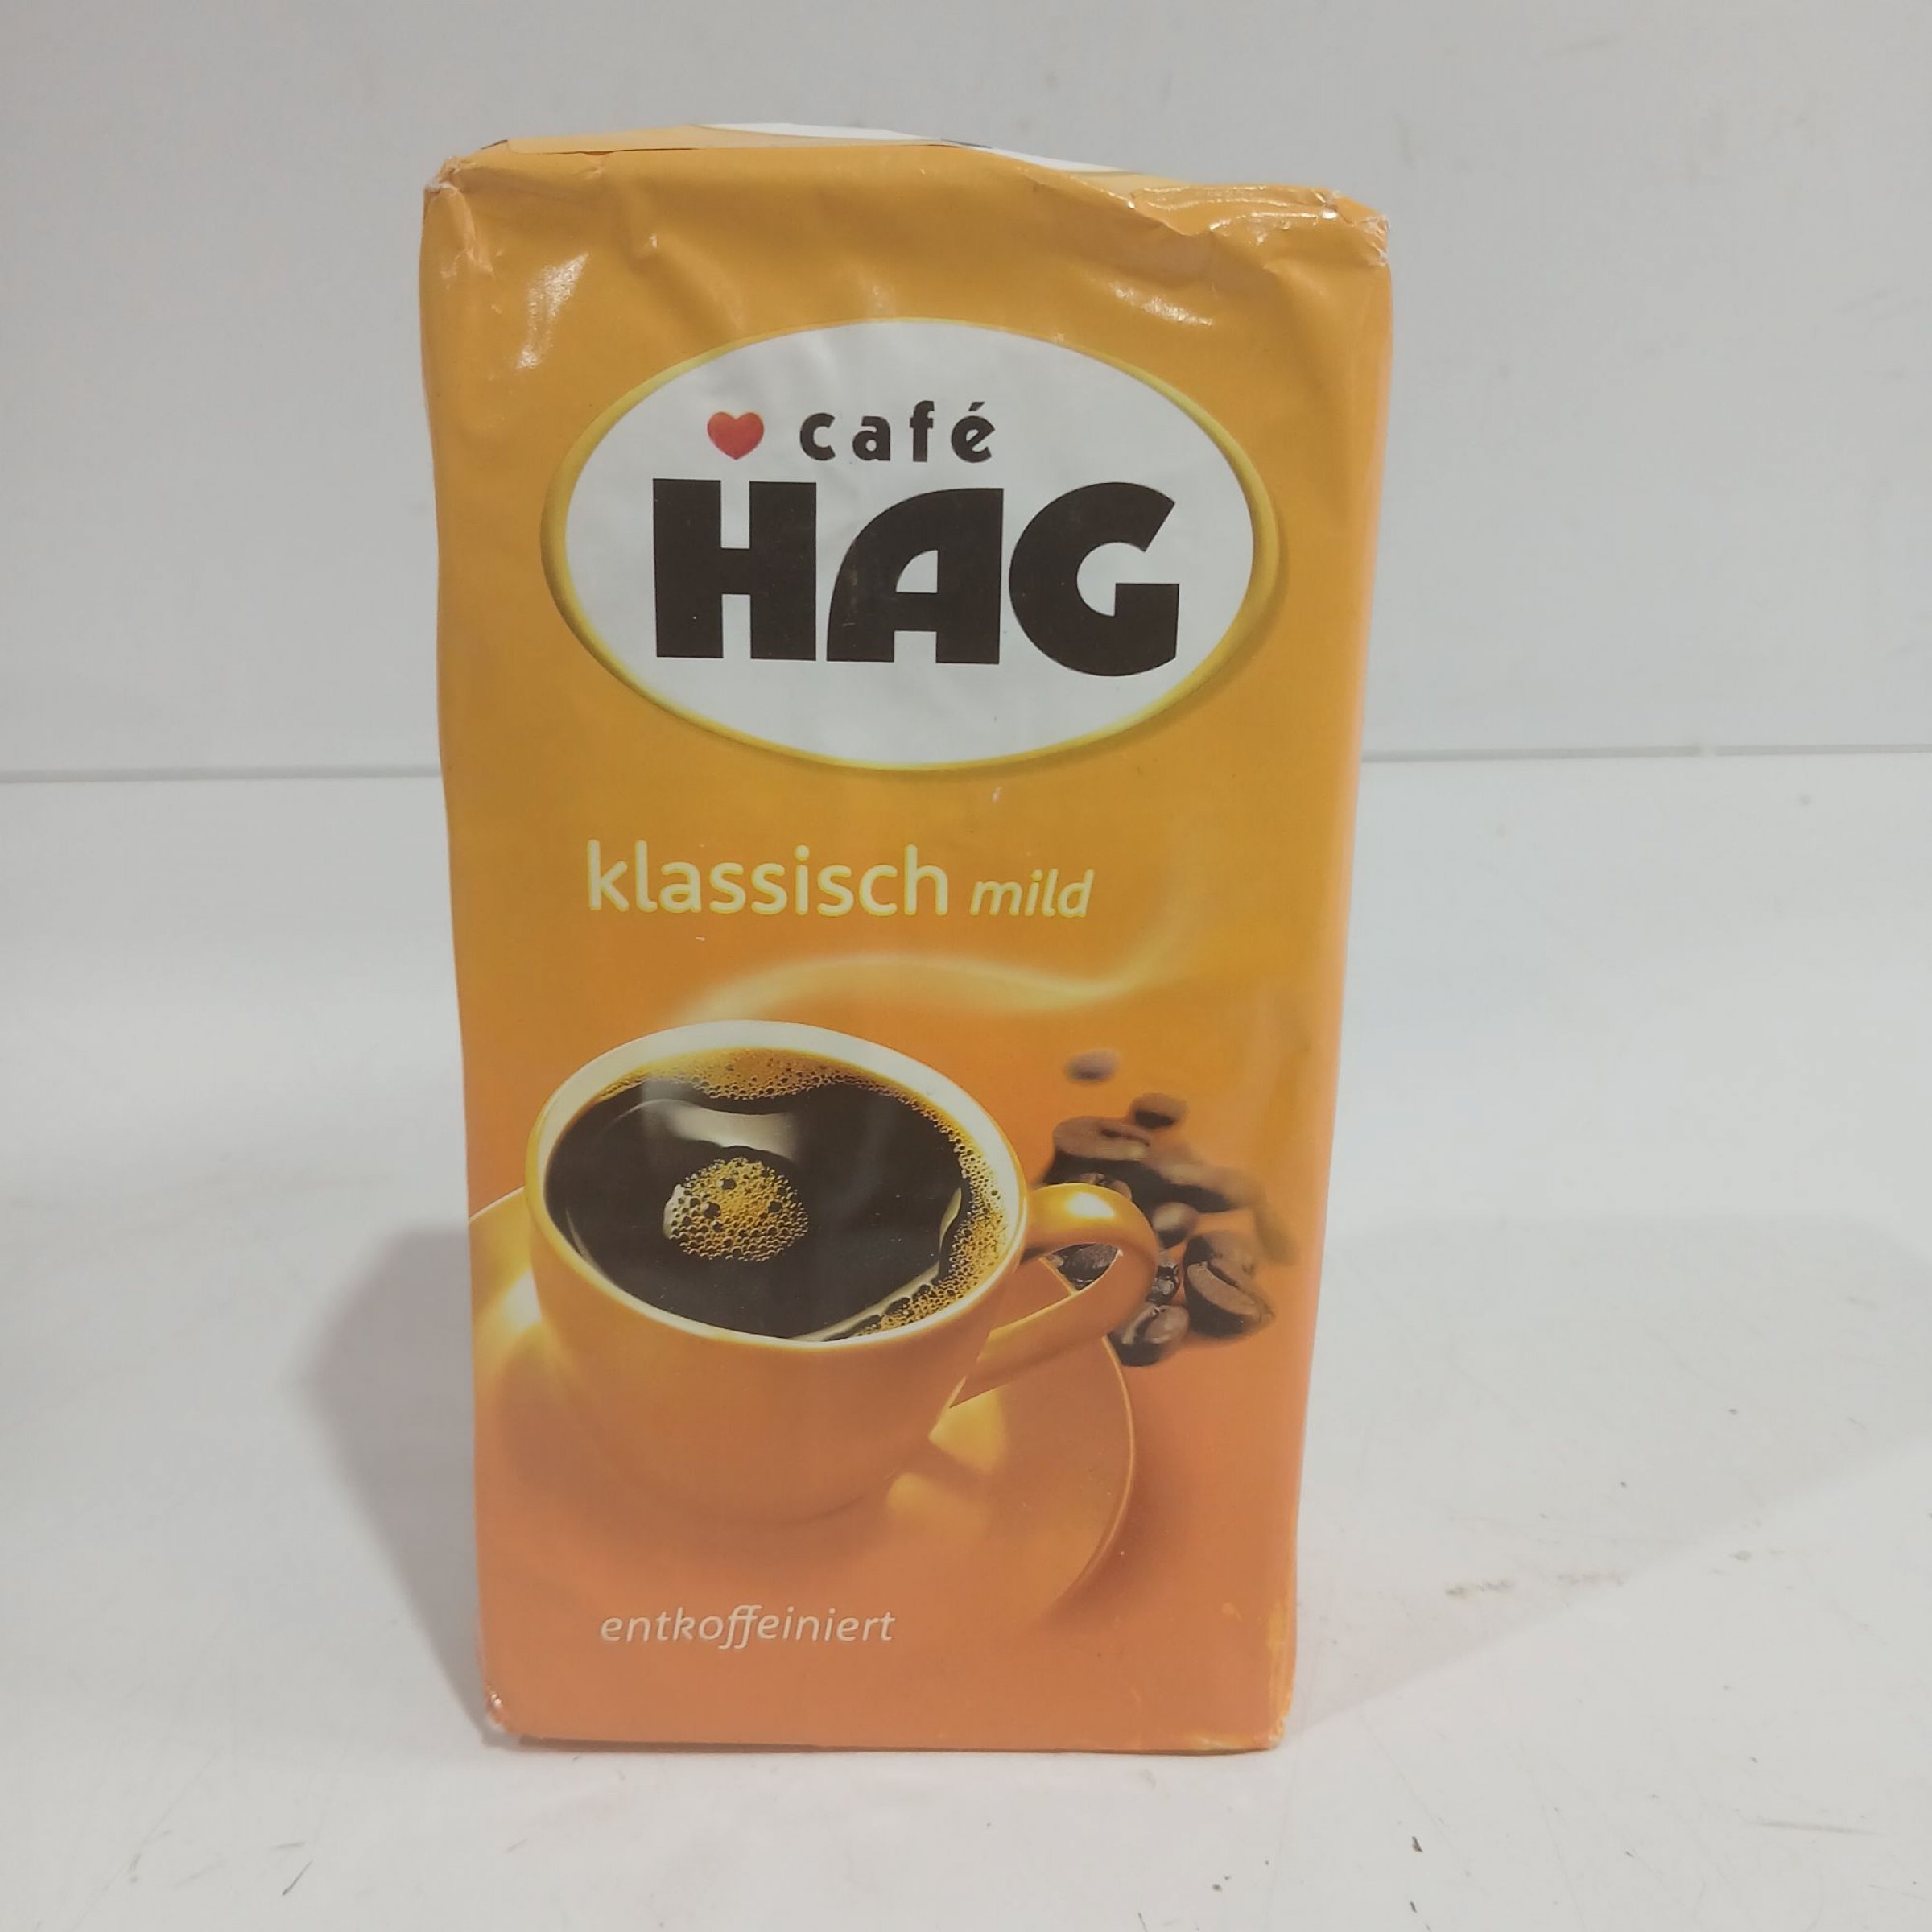 café
HAG
klassisch mild
entkoffeiniert